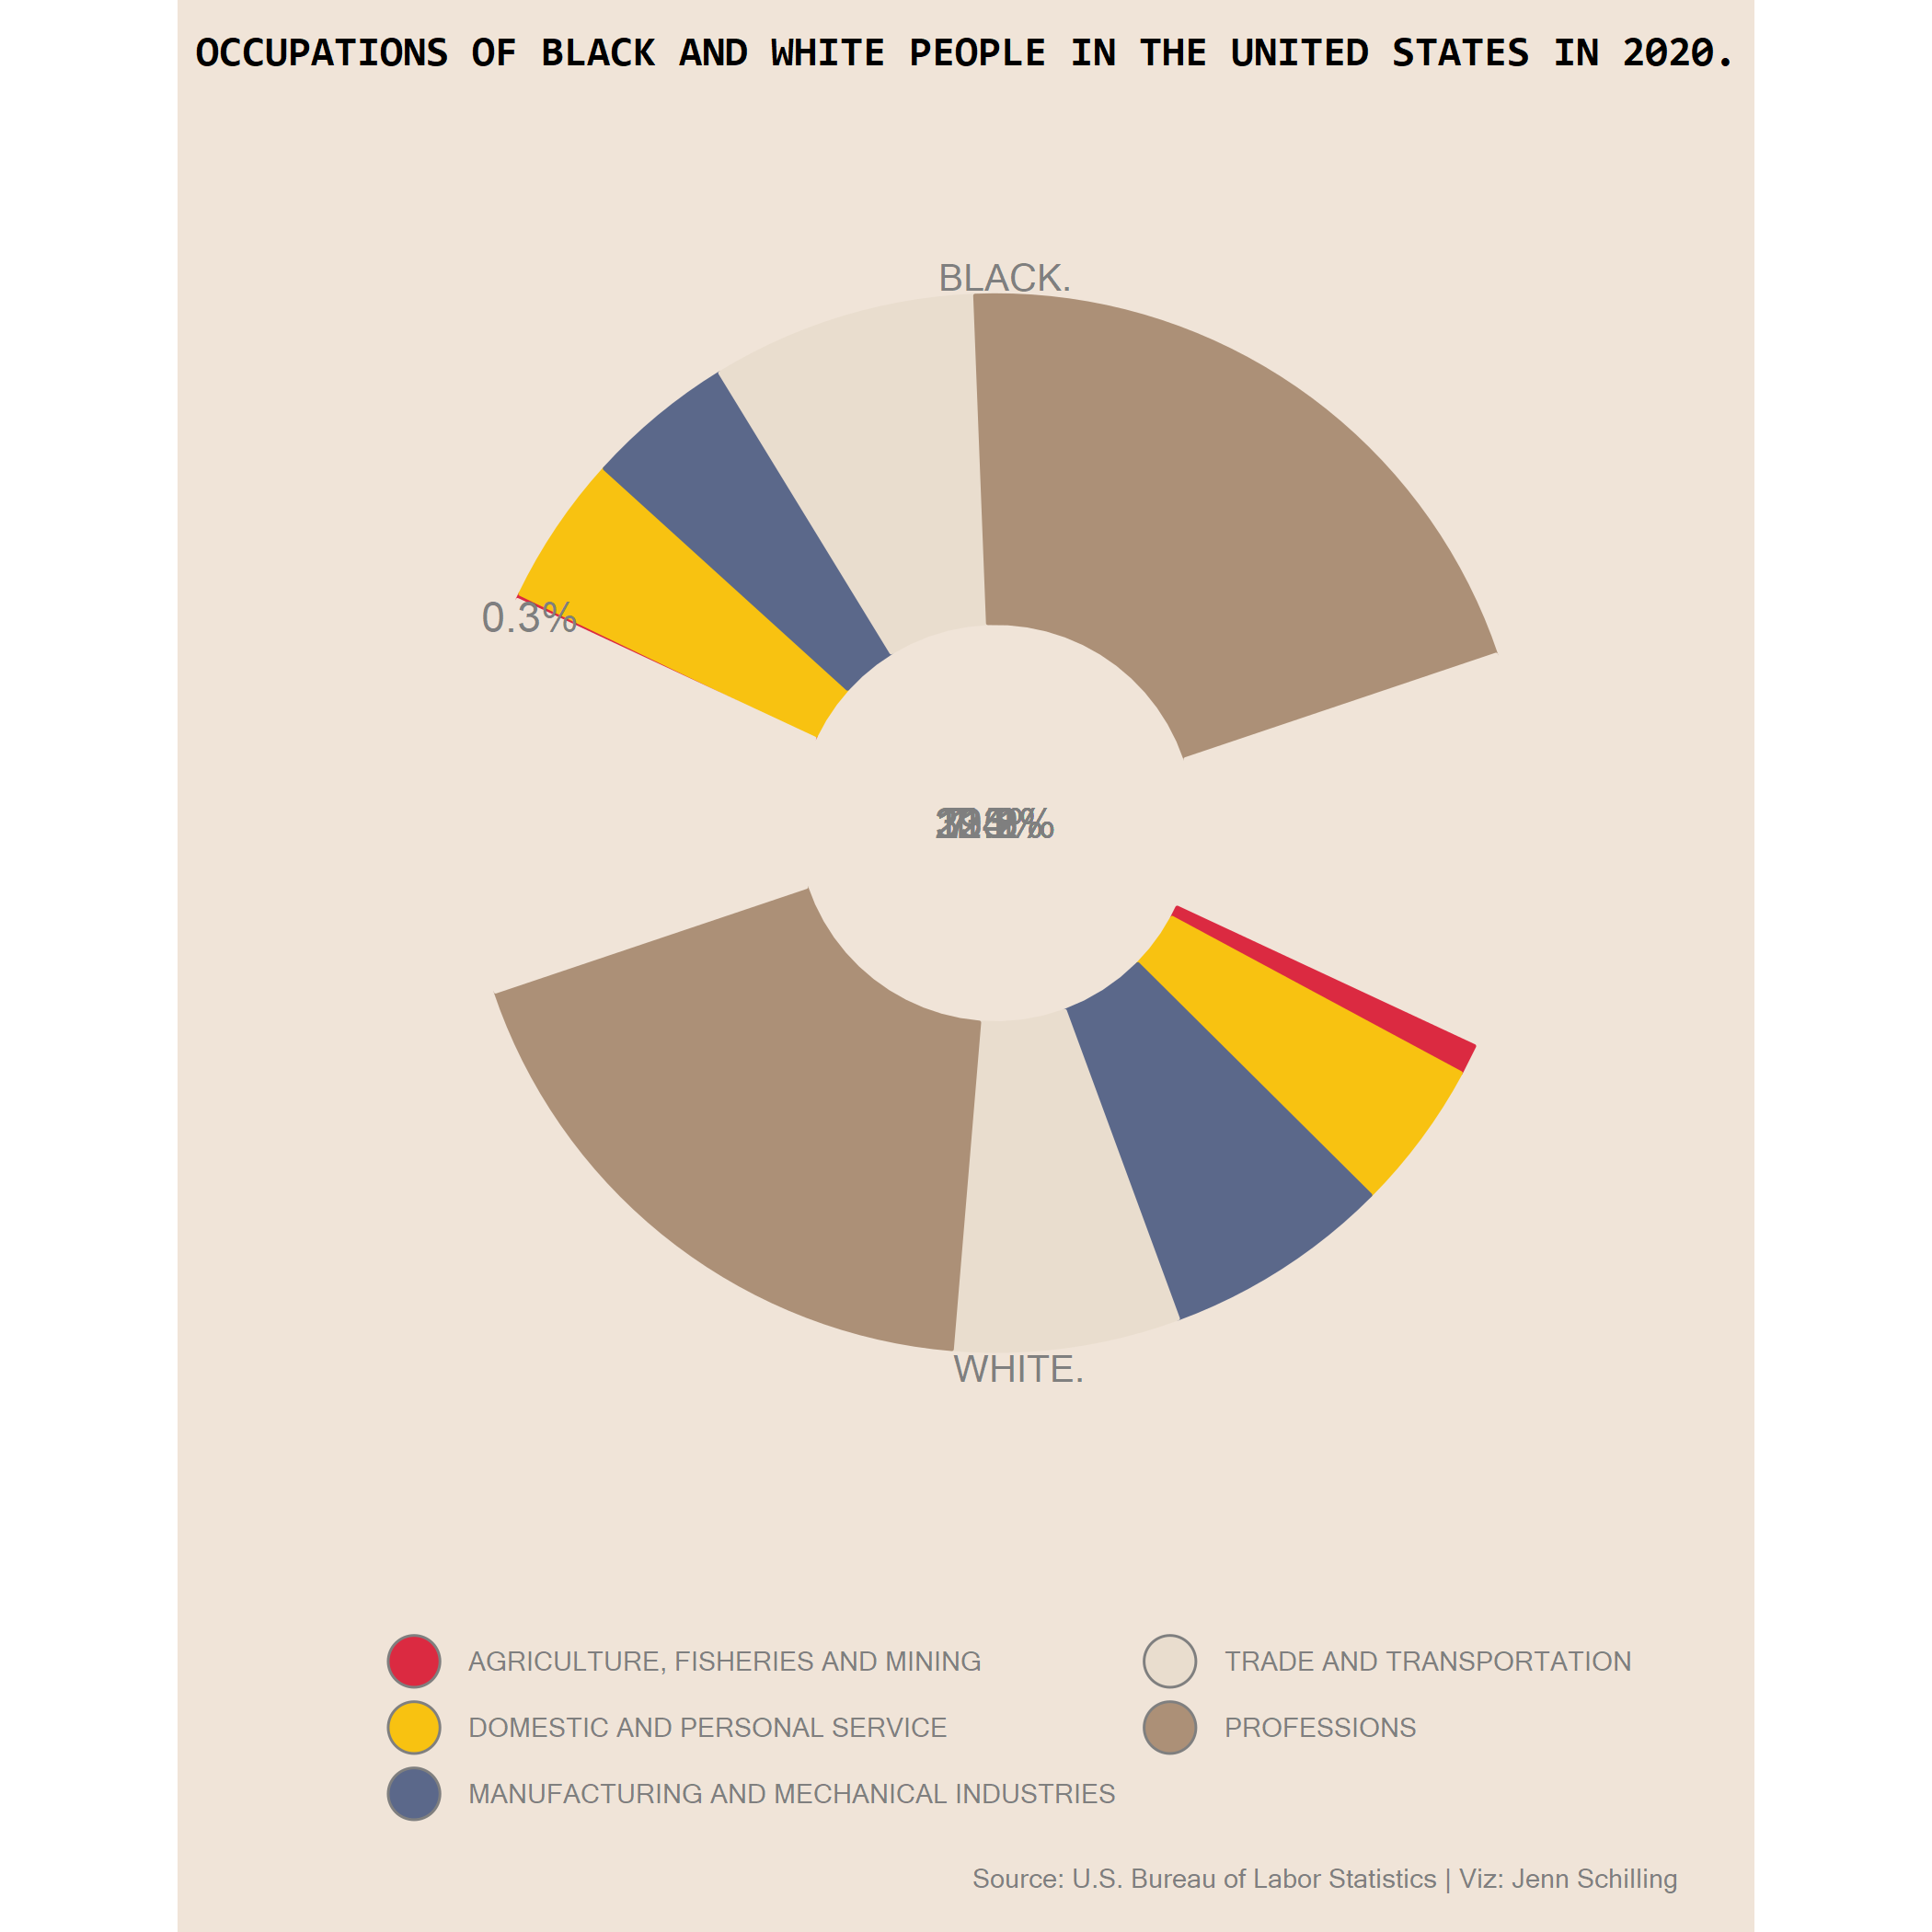 OCCUPATIONS OF BLACK AND WHITE PEOPLE IN THE UNITED STATES IN 2020.
BLACK.
0.3%
WHITE.
AGRICULTURE, FISHERIES AND MINING
DOMESTIC AND PERSONAL SERVICE
MANUFACTURING AND MECHANICAL INDUSTRIES
TRADE AND TRANSPORTATION
PROFESSIONS
Source: U.S. Bureau of Labor Statistics | Viz: Jenn Schilling